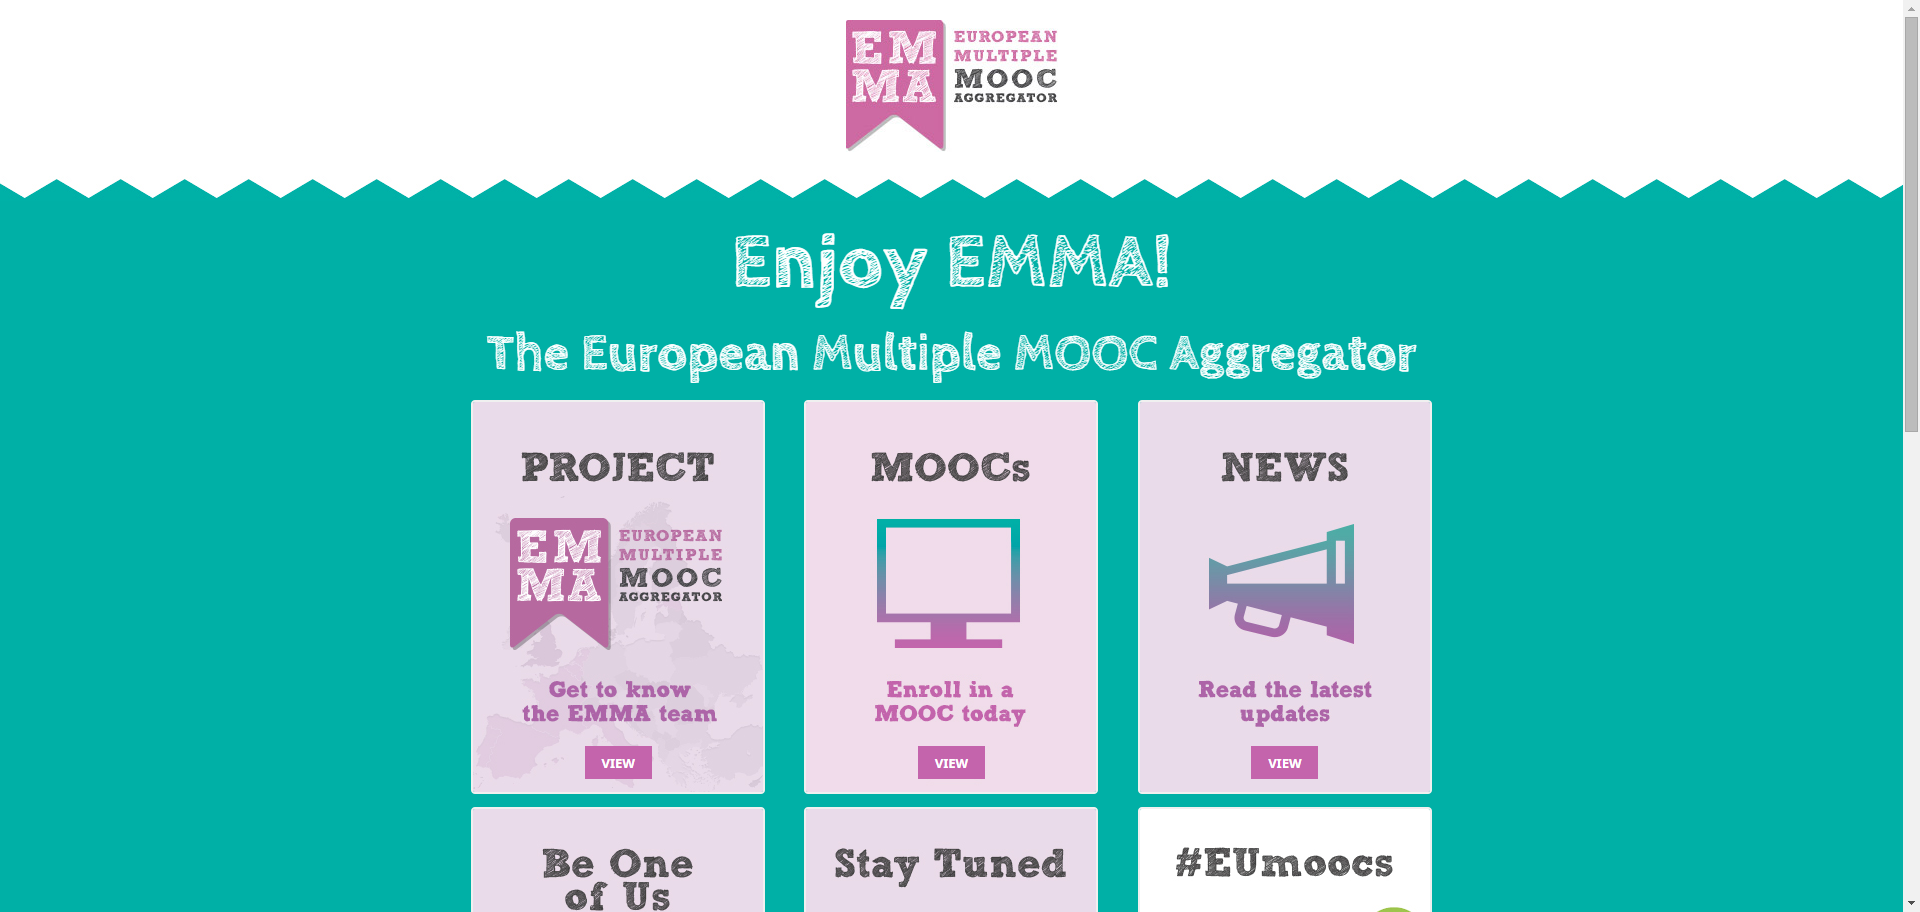 EM
MA
EUROPEAN
MULTIPLE
MOOC
AGGREGATOR
Enjoy EMMA!
The European Multiple MOOC Aggregator
PROJECT
EM
MA
EUROPEAN
MULTIPLE
MOOC
AGGREGATOR
Get to know
the EMMA team
VIEW
MOOCs
Enroll in a
MOOC today
VIEW
NEWS
Read the latest
updates
VIEW
Be One
of Us
Stay Tuned
#EUmoocs